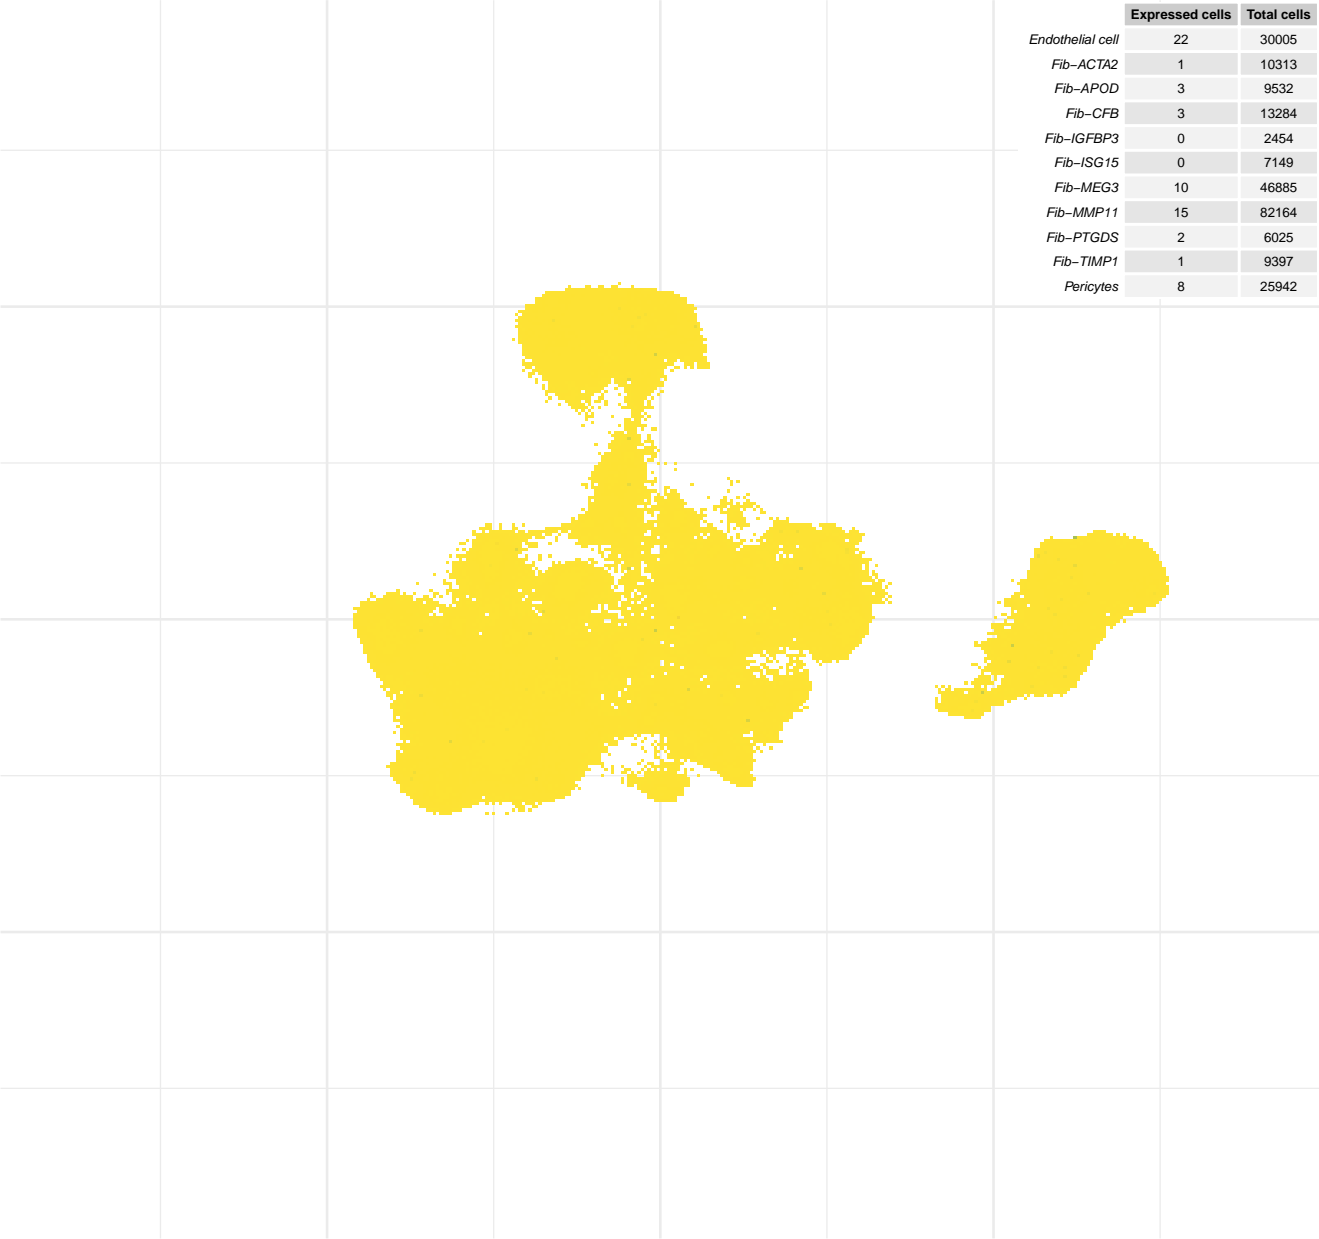 Expressed cells Total cells
Endothelial cell 22 30005
Fib−ACTA2 1 10313
Fib−APOD 3 9532
Fib−CFB 3 13284
Fib−IGFBP3 0 2454
Fib−ISG15 0 7149
Fib−MEG3 10 46885
Fib−MMP11 15 82164
Fib−PTGDS 2 6025
Fib−TIMP1 1 9397
Pericytes 8 25942